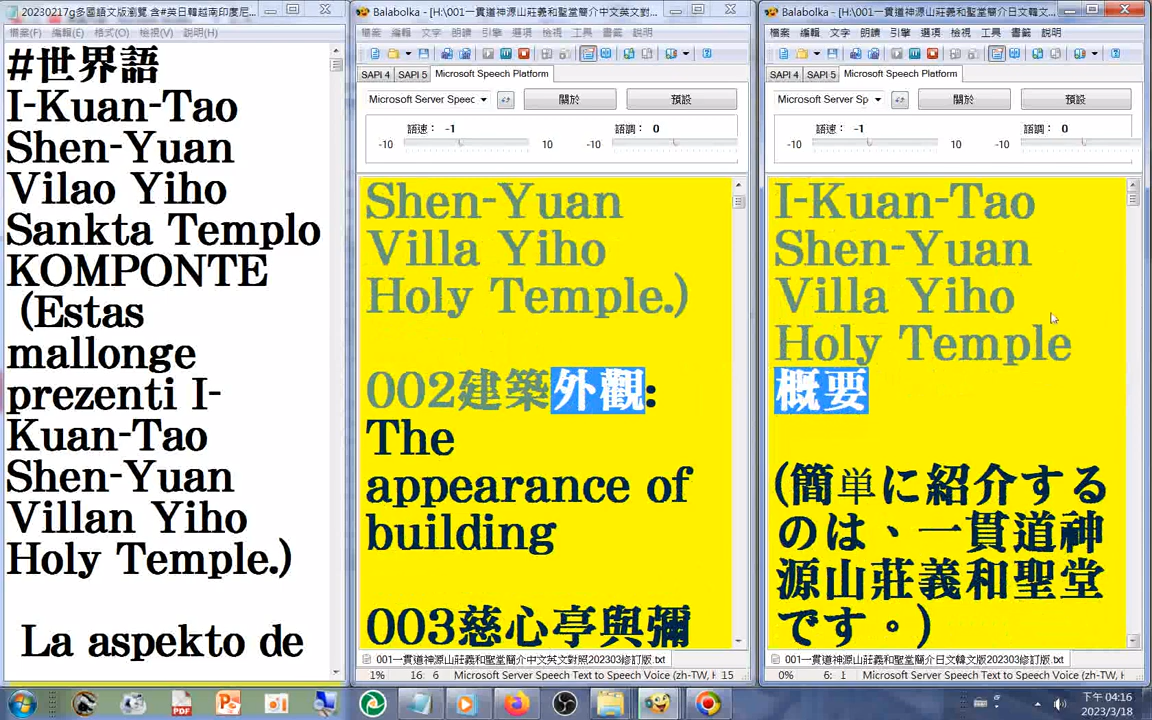 20230217g多國語文版瀏覽 含#英日韓越南印度尼...
檔案(F) 編輯(E) 格式(O) 檢視(V) 說明(H)
#世界語
I-Kuan-Tao
Shen-Yuan
Vilao Yiho
Sankta Templo
KOMPONTE
(Estas
mallonge
prezenti I-
Kuan-Tao
Shen-Yuan
Villan Yiho
Holy Temple.)
La aspekto de
Balabolka - [H:\001一貫道神源山莊義和聖堂簡介中文英文對...
檔案 編輯 文字 朗讀 引擎 選項 檢視 工具 書籤 說明
SAPI 4 SAPI 5 Microsoft Speech Platform
Microsoft Server Speec 關於 預設
語速： -1 語調： 0
-10 10 -10
Shen-Yuan
Villa Yiho
Holy Temple.)
002建築外觀:
The
appearance of
building
003慈心亭與彌
001一貫道神源山莊義和聖堂簡介中文英文對照202303修訂版.txt
1% 16: 6 Microsoft Server Speech Text to Speech Voice (zh-TW, H 15
Balabolka - [H:\001一貫道神源山莊義和聖堂簡介日文韓文...
檔案 編輯 文字 朗讀 引擎 選項 檢視 工具 書籤 說明
SAPI 4 SAPI 5 Microsoft Speech Platform
Microsoft Server Sp 關於 預設
語速： -1 語調： 0
-10 10 -10
I-Kuan-Tao
Shen-Yuan
Villa Yiho
Holy Temple
概要
(簡単に紹介する
のは、一貫道神
源山莊義和聖堂
です。)
001一貫道神源山莊義和聖堂簡介日文韓文版202303修訂版.txt
0% 6: 1 Microsoft Server Speech Text to Speech Voice (zh-TW,
下午 04:16
2023/3/18